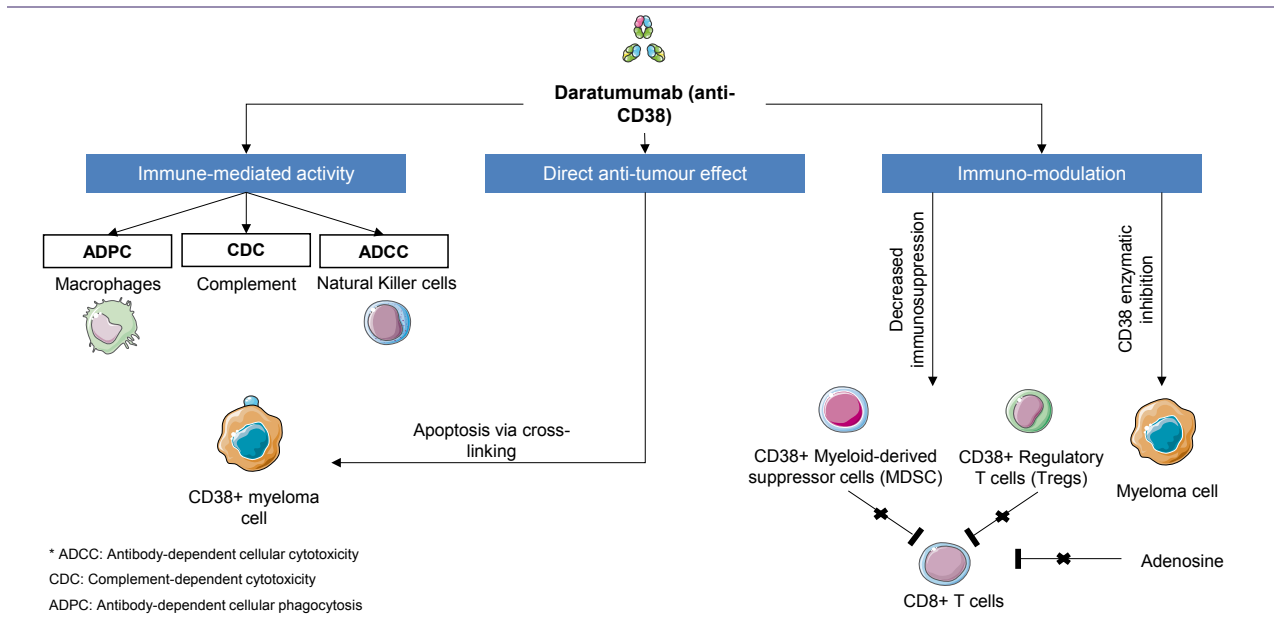 Daratumumab (anti-
CD38)
Immune-mediated activity
Direct anti-tumour effect
Immuno-modulation
ADPC
CDC
ADCC
Macrophages
Complement
Natural Killer cells
Decreased
immunosuppression
CD38 enzymatic
inhibition
Apoptosis via cross-
linking
CD38+ myeloma
cell
CD38+ Myeloid-derived
suppressor cells (MDSC)
CD38+ Regulatory
T cells (Tregs)
Myeloma cell
Adenosine
CD8+ T cells
* ADCC: Antibody-dependent cellular cytotoxicity
CDC: Complement-dependent cytotoxicity
ADPC: Antibody-dependent cellular phagocytosis